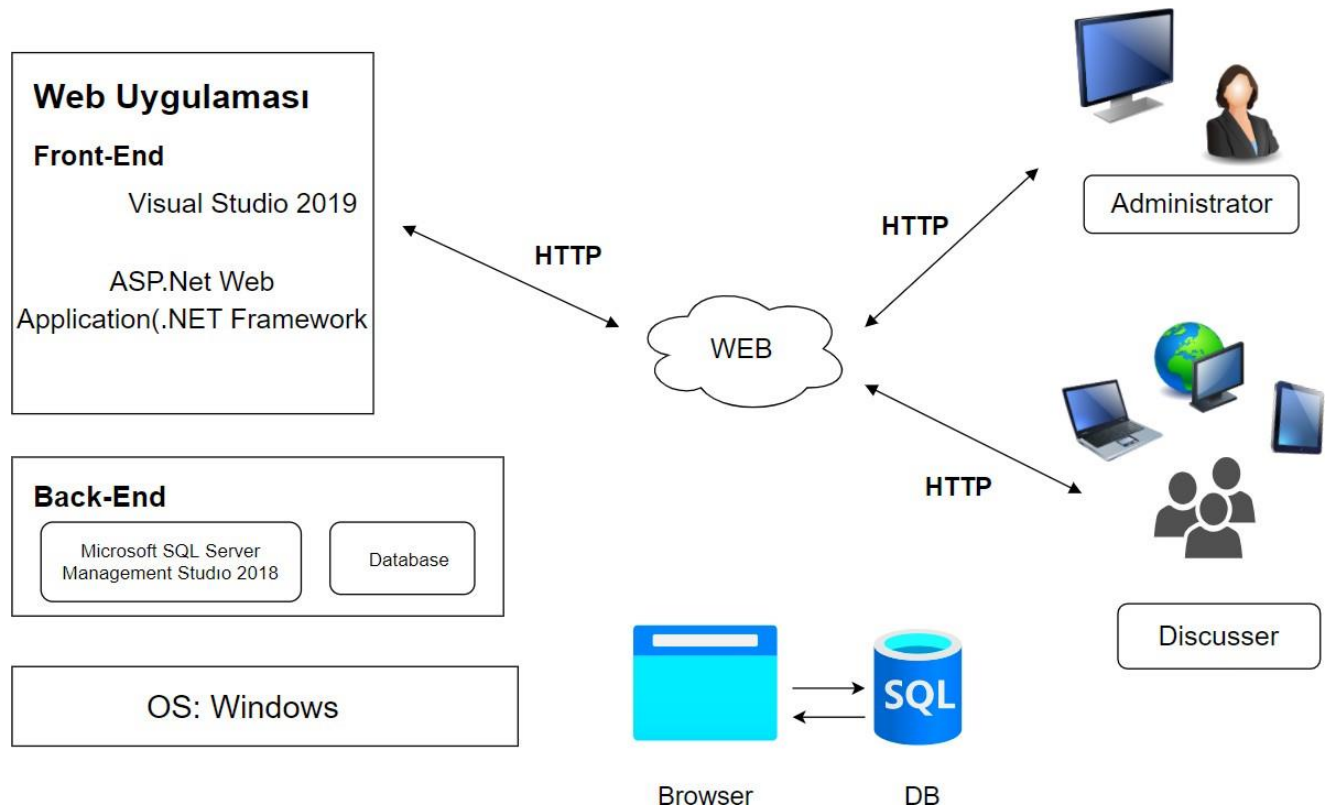 Web Uygulaması
Front-End
Visual Studio 2019
ASP.Net Web
Application(.NET Framework
HTTP
WEB
HTTP
Administrator
HTTP
Discusser
Back-End
Microsoft SQL Server
Management Studıo 2018
Database
OS: Windows
SQL
Browser
DB